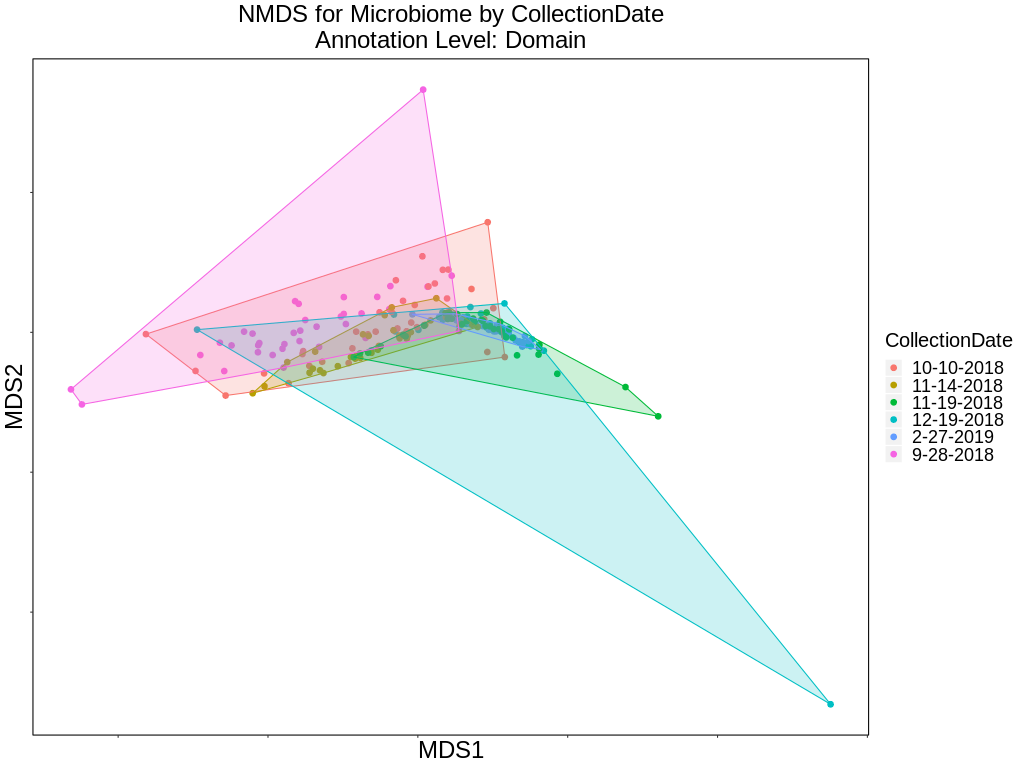 NMDS for Microbiome by CollectionDate
Annotation Level: Domain
MDS2
MDS1
CollectionDate
10-10-2018
11-14-2018
11-19-2018
12-19-2018
2-27-2019
9-28-2018